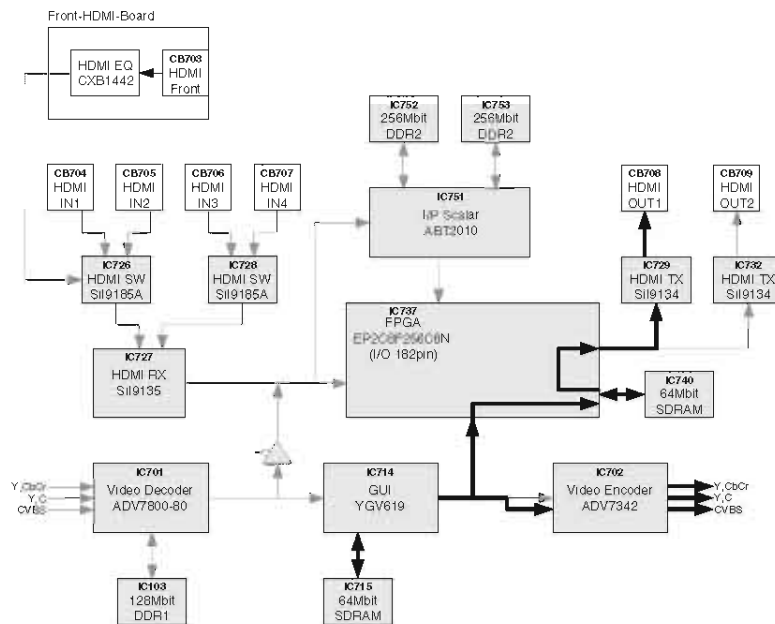 Front-HDMI-Board
HDMI EQ
CXB1442
CB703
HDMI
Front
IC752
256Mbit
DDR2
IC753
256Mbit
DDR2
CB704
HDMI
IN1
CB705
HDMI
IN2
CB706
HDMI
IN3
CB707
HDMI
IN4
IC751
I/P Scalar
ABT2010
CB708
HDMI
OUT1
CB709
HDMI
OUT2
IC726
HDMI SW
SiI9185A
IC728
HDMI SW
SiI9185A
IC729
HDMI TX
SiI9134
IC732
HDMI TX
SiI9134
IC737
FPGA
(I/O 182pin)
IC727
HDMI RX
SiI9135
IC740
64Mbit
SDRAM
IC701
Video Decoder
ADV7800-80
Y,CbCr
Y,C
CVBS
IC714
GUI
YGV619
IC702
Video Encoder
ADV7342
Y,CbCr
Y,C
CVBS
IC103
128Mbit
DDR1
IC715
64Mbit
SDRAM